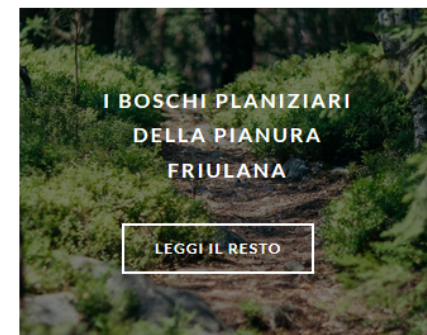 I BOSCHI PLANIZIARI
DELLA PIANURA
FRIULANA
LEGGI IL RESTO